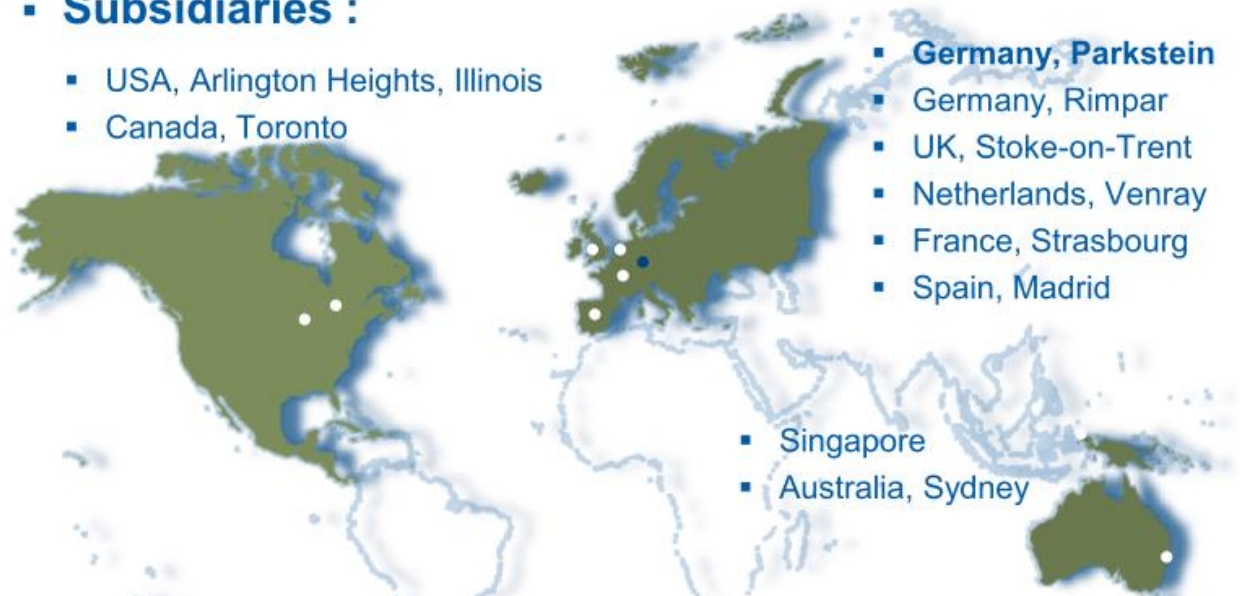 ▪ Subsidiaries :
▪ USA, Arlington Heights, Illinois
▪ Canada, Toronto
▪ Germany, Parkstein
▪ Germany, Rimpar
▪ UK, Stoke-on-Trent
▪ Netherlands, Venray
▪ France, Strasbourg
▪ Spain, Madrid
▪ Singapore
▪ Australia, Sydney